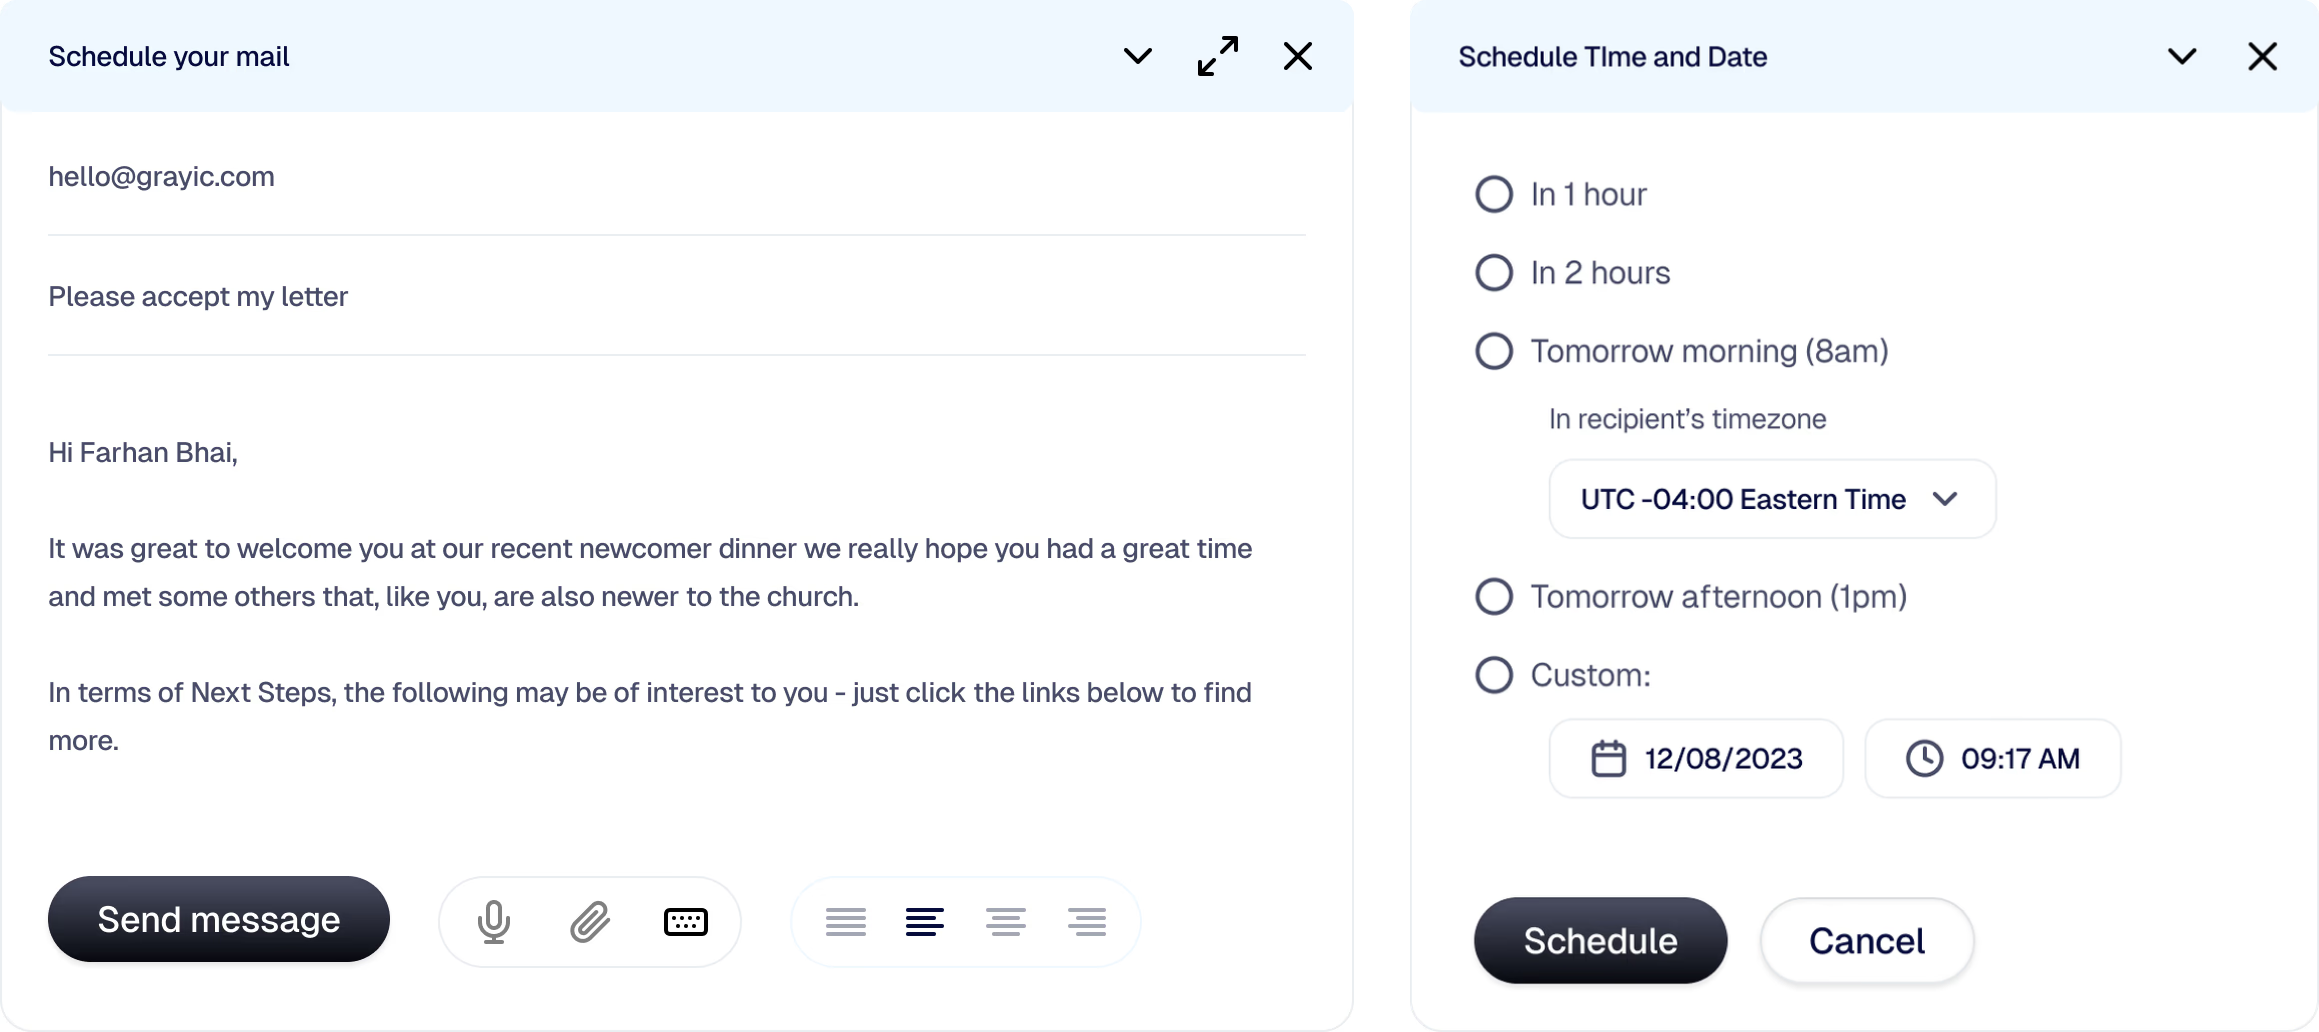 Schedule your mail
hello@grayic.com
Please accept my letter
Hi Farhan Bhai,
It was great to welcome you at our recent newcomer dinner we really hope you had a great time
and met some others that, like you, are also newer to the church.
In terms of Next Steps, the following may be of interest to you - just click the links below to find
more.
Send message
Schedule TIme and Date
In 1 hour
In 2 hours
Tomorrow morning (8am)
In recipient’s timezone
UTC -04:00 Eastern Time
Tomorrow afternoon (1pm)
Custom:
12/08/2023
09:17 AM
Schedule
Cancel